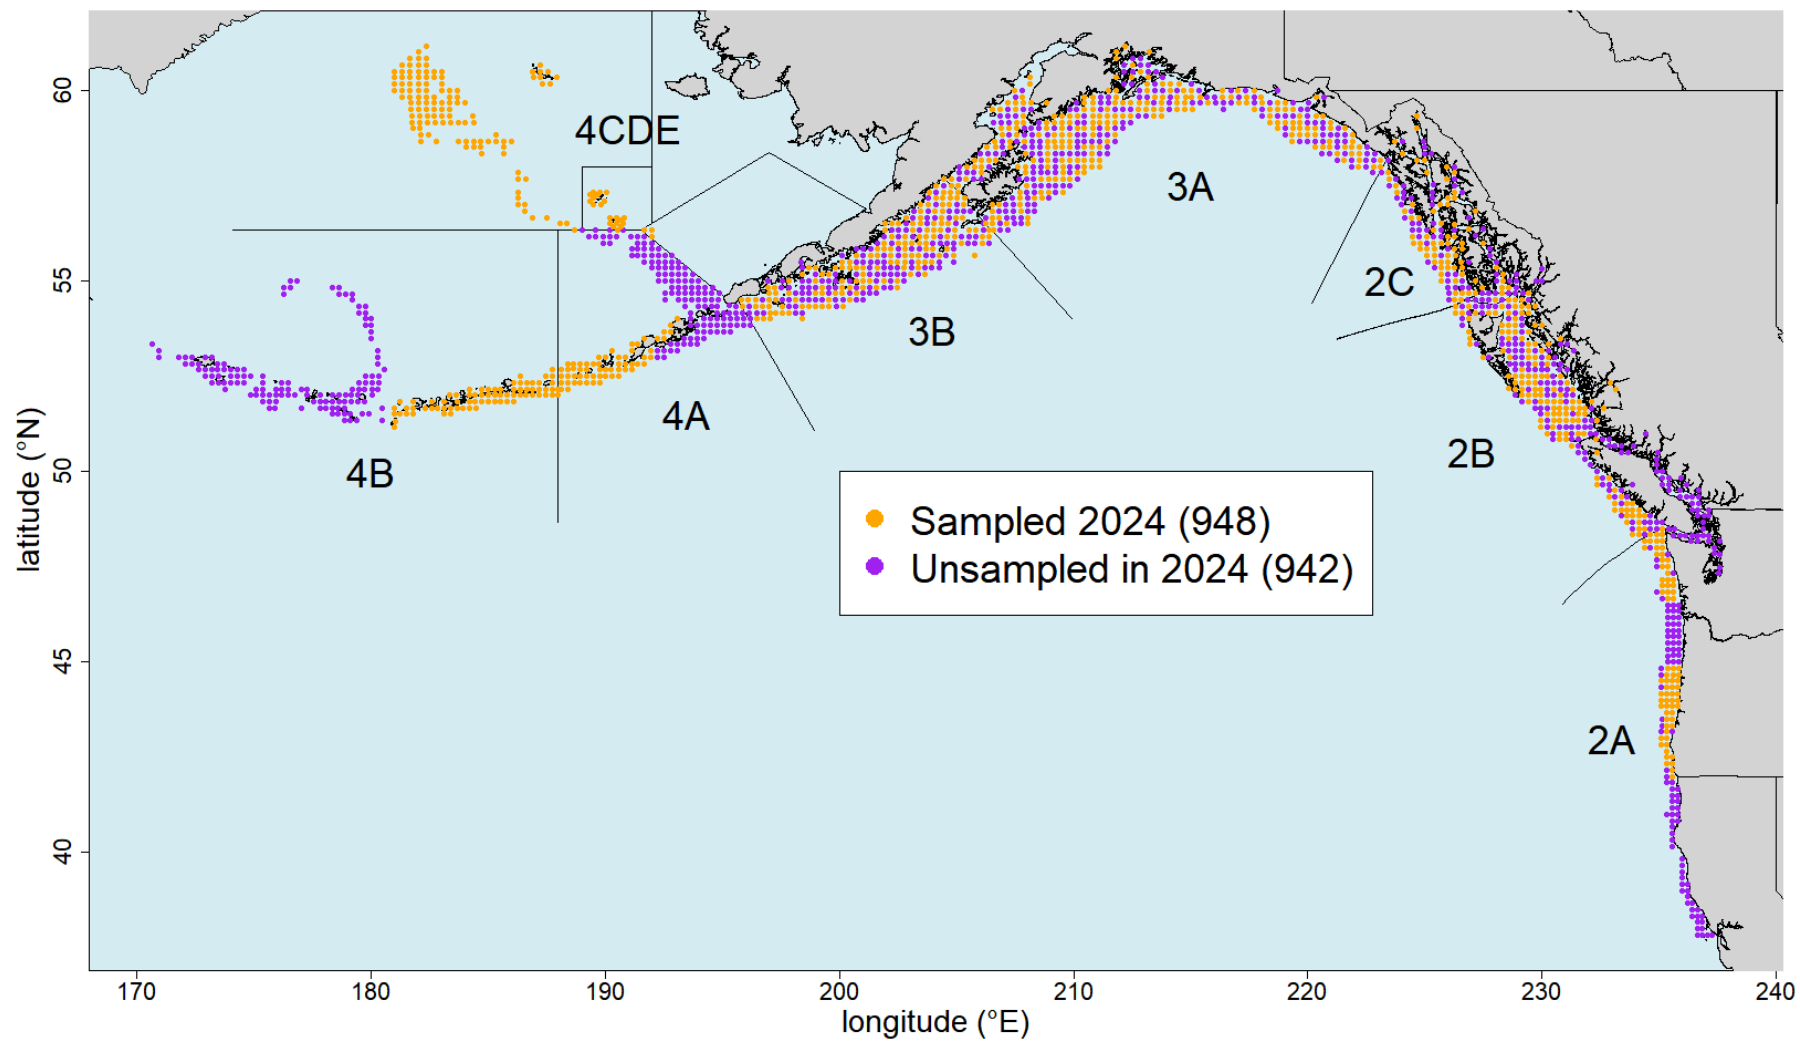 60
55
50
45
40
latitude (°N)
4CDE
3A
2C
3B
4A
4B
2B
2A
Sampled 2024 (948)
Unsampled in 2024 (942)
170
180
190
200
210
220
230
240
longitude (°E)